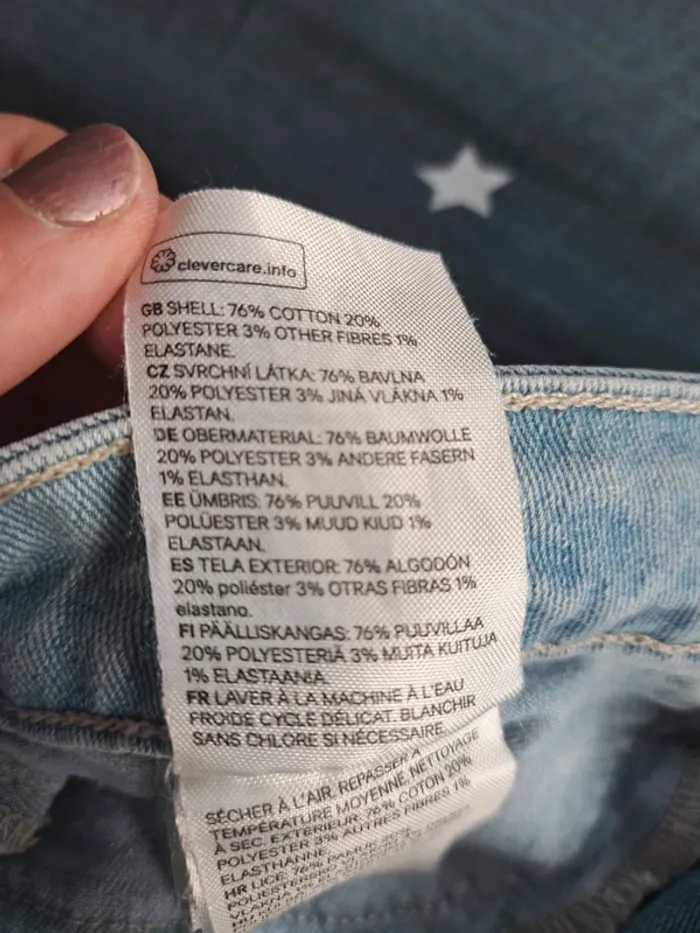 clevercare.info
GB SHELL: 76% COTTON 20%
POLYESTER 3% OTHER FIBRES 1%
ELASTANE.
CZ SVRCHNÍ LÁTKA: 76% BAVLNA
20% POLYESTER 3% JINÁ VLÁKNA 1%
ELASTAN.
DE OBERMATERIAL: 76% BAUMWOLLE
20% POLYESTER 3% ANDERE FASERN
1% ELASTHAN.
EE ÜMBRIS: 76% PUUVILL 20%
POLÜESTER 3% MUUD KIUD 1%
ELASTAAN.
ES TELA EXTERIOR: 76% ALGODÓN
20% poliéster 3% OTRAS FIBRAS 1%
elastano.
FI PÄÄLLISKANGAS: 76% PUUVILLAA
20% POLYESTERIÄ 3% MUITA KUITUJA
1% ELASTAANIA.
FR LAVER À LA MACHINE À L'EAU
FROIDE CYCLE DÉLICAT. BLANCHIR
SANS CHLORE SI NÉCESSAIRE.
SÉCHER À L'AIR. REPASSER À
TEMPÉRATURE MOYENNE. NETTOYAGE
À SEC. EXTÉRIEUR: 76% COTON 20%
POLYESTER 3% AUTRES FIBRES 1%
ELASTHANNE.
HR LICE: 76% PAMUK